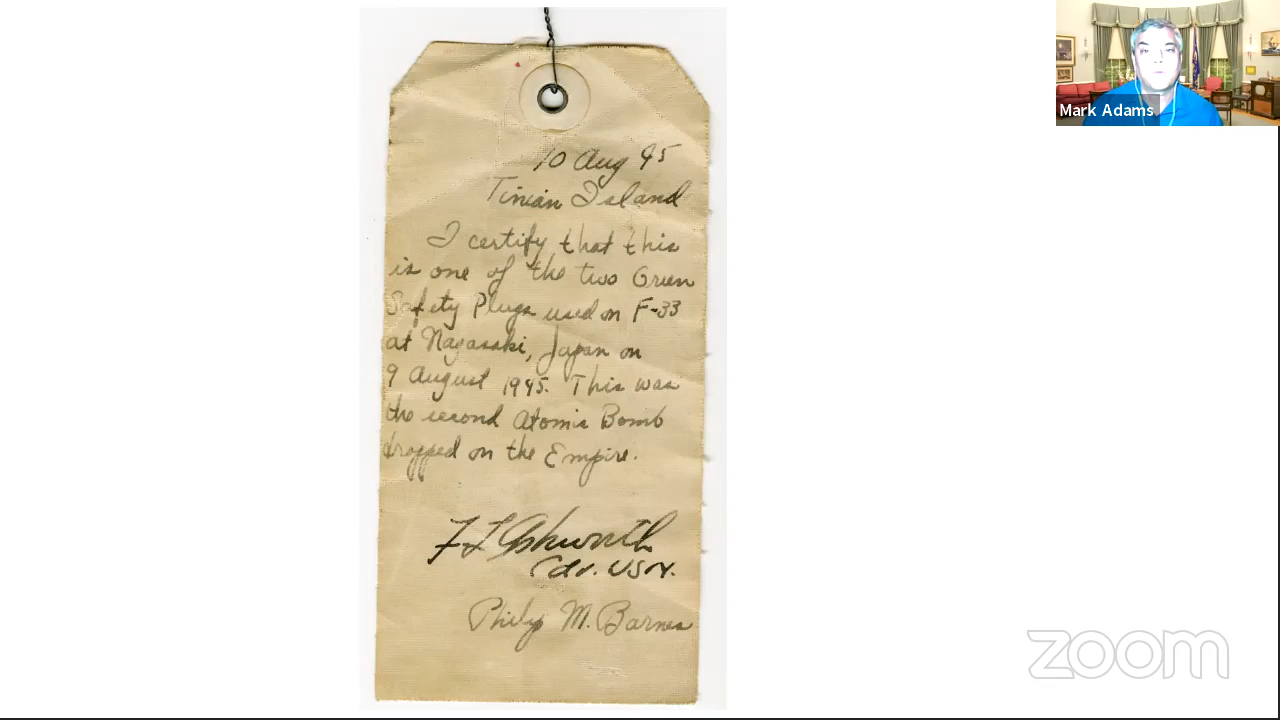 10 Aug 45
Tinian Island
I certify that this
is one of the two Green
Safety Plugs used on F-33
at Nagasaki, Japan on
9 August 1945. This was
the second Atomic Bomb
dropped on the Empire.
F L Ashworth
Cdr. USN.
Philip M. Barnes
Mark Adams
zoom